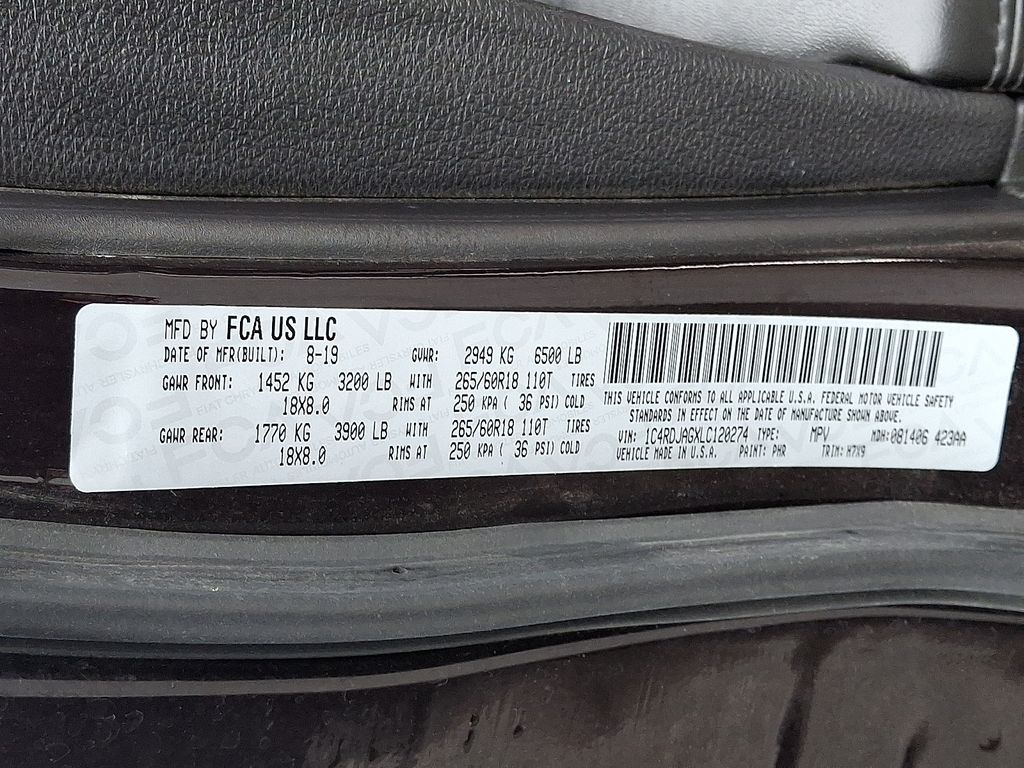 MFD BY FCA US LLC
DATE OF MFR(BUILT): 8-19 GVWR: 2949 KG 6500 LB
GAWR FRONT: 1452 KG 3200 LB WITH 265/60R18 110T TIRES
18X8.0 RIMS AT 250 KPA ( 36 PSI) COLD
GAWR REAR: 1770 KG 3900 LB WITH 265/60R18 110T TIRES
18X8.0 RIMS AT 250 KPA ( 36 PSI) COLD
THIS VEHICLE CONFORMS TO ALL APPLICABLE U.S.A. FEDERAL MOTOR VEHICLE SAFETY
STANDARDS IN EFFECT ON THE DATE OF MANUFACTURE SHOWN ABOVE.
VIN: 1C4RDJAGXLC120274 TYPE: MPV MDH: 081406 423AA
VEHICLE MADE IN U.S.A. PAINT: PHR TRIM: H7X9